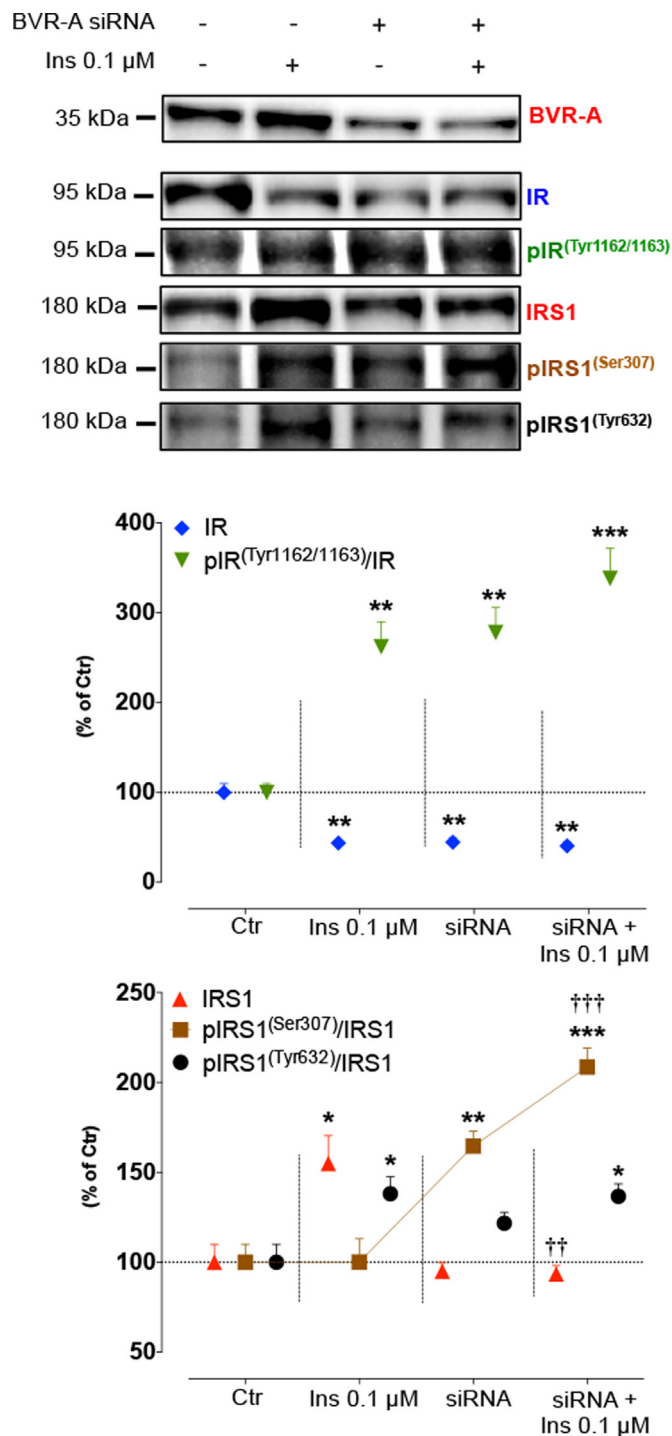 BVR-A siRNA - - + +
Ins 0.1 µM - + - +
35 kDa BVR-A
95 kDa IR
95 kDa pIR(Tyr1162/1163)
180 kDa IRS1
180 kDa pIRS1(Ser307)
180 kDa pIRS1(Tyr632)
400
300
200
100
0
(% of Ctr)
IR
pIR(Tyr1162/1163)/IR
** ** ***
** ** **
Ctr Ins 0.1 µM siRNA siRNA +
Ins 0.1 µM
250
200
150
100
50
(% of Ctr)
IRS1
pIRS1(Ser307)/IRS1
pIRS1(Tyr632)/IRS1
†††
* * ** *** *
††
Ctr Ins 0.1 µM siRNA siRNA +
Ins 0.1 µM